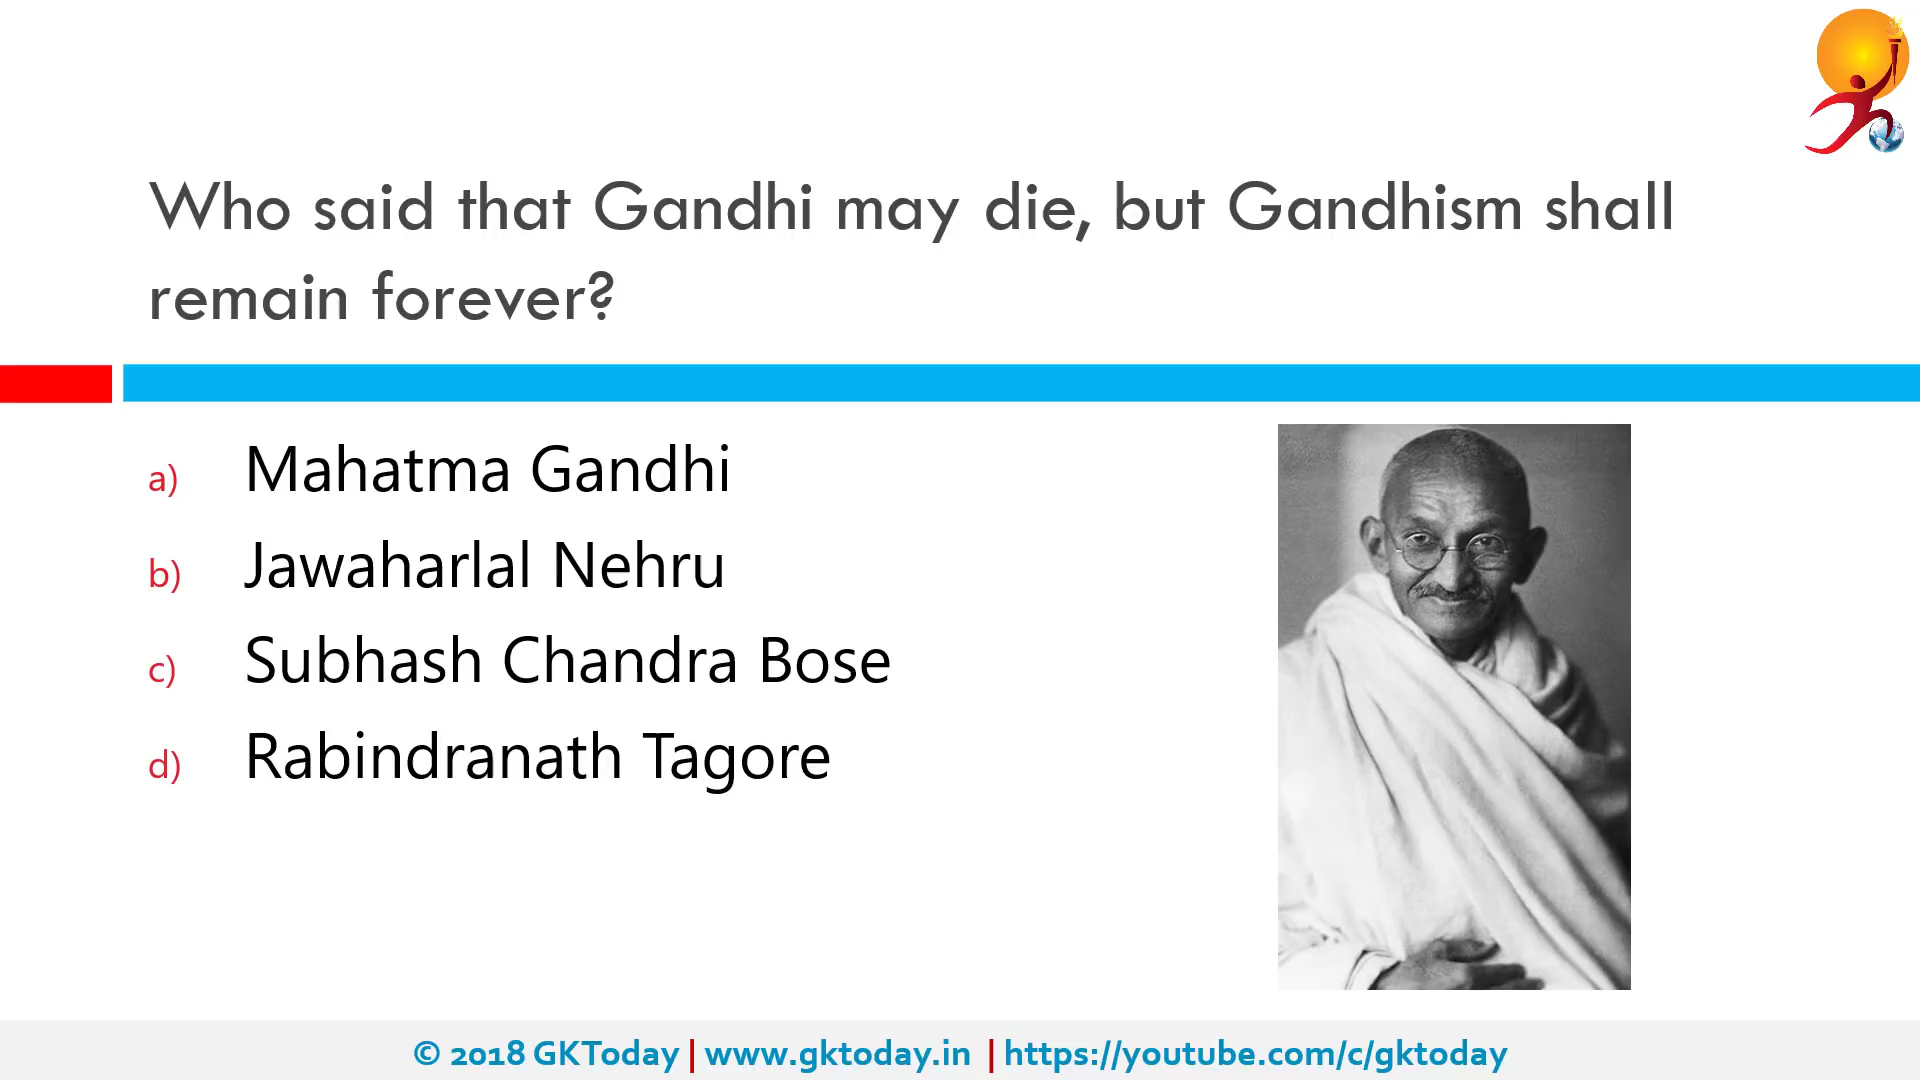 Who said that Gandhi may die, but Gandhism shall
remain forever?
a) Mahatma Gandhi
b) Jawaharlal Nehru
c) Subhash Chandra Bose
d) Rabindranath Tagore
© 2018 GKToday | www.gktoday.in | https://youtube.com/c/gktoday